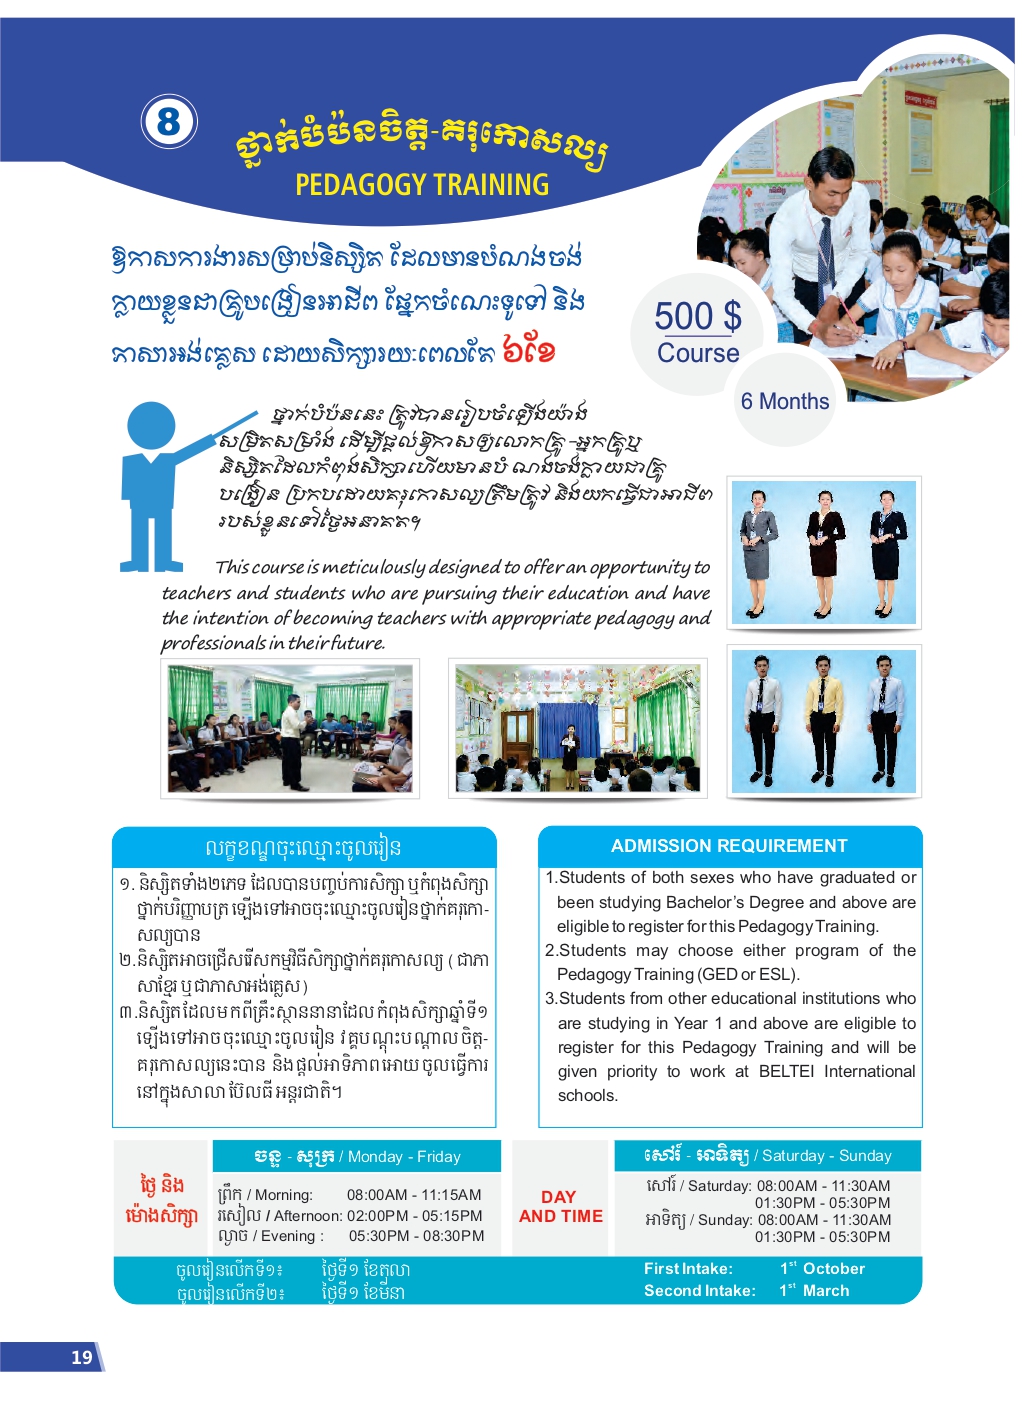 8
ថ្នាក់បំប៉នចិត្ត-គរុកោសល្យ
PEDAGOGY TRAINING
ឱកាសការងារសម្រាប់និស្សិត ដែលមានបំណងចង់
ក្លាយខ្លួនជាគ្រូបង្រៀនអាជីព ផ្នែកចំណេះទូទៅ និង
ភាសាអង់គ្លេស ដោយសិក្សារយៈពេលតែ ៦ខែ
500 $
Course
6 Months
ថ្នាក់បំប៉ននេះ ត្រូវបានរៀបចំឡើងយ៉ាង
សម្រិតសម្រាំង ដើម្បីផ្តល់ឱកាសឲ្យលោកគ្រូ -អ្នកគ្រូឬ
និស្សិតដែលកំពុងសិក្សាហើយមានបំណងចង់ក្លាយជាគ្រូ
បង្រៀន ប្រកបដោយគរុកោសល្យត្រឹមត្រូវ និងយកធ្វើជាអាជីព
របស់ខ្លួនទៅថ្ងៃអនាគត។
This course is meticulously designed to offer an opportunity to
teachers and students who are pursuing their education and have
the intention of becoming teachers with appropriate pedagogy and
professionals in their future.
លក្ខខណ្ឌចុះឈ្មោះចូលរៀន
១. និស្សិតទាំង២ភេទ ដែលបានបញ្ចប់ការសិក្សា ឬកំពុងសិក្សា
ថ្នាក់បរិញ្ញាបត្រ ឡើងទៅអាចចុះឈ្មោះចូលរៀនថ្នាក់គរុកោ-
សល្យបាន
២.និស្សិតអាចជ្រើសរើសកម្មវិធីសិក្សាថ្នាក់គរុកោសល្យ ( ជាភា
សាខ្មែរ ឬជាភាសាអង់គ្លេស)
៣.និស្សិតដែលមកពីគ្រឹះស្ថាននានាដែលកំពុងសិក្សាឆ្នាំទី១
ឡើងទៅអាចចុះឈ្មោះចូលរៀន វគ្គបណ្តុះបណ្តាលចិត្ត-
គរុកោសល្យនេះបាន និងផ្តល់អាទិភាពអោយចូលធ្វើការ
នៅក្នុងសាលា ប៊ែលធី អន្តរជាតិ។
ADMISSION REQUIREMENT
1.Students of both sexes who have graduated or
been studying Bachelor's Degree and above are
eligible to register for this Pedagogy Training.
2.Students may choose either program of the
Pedagogy Training (GED or ESL).
3.Students from other educational institutions who
are studying in Year 1 and above are eligible to
register for this Pedagogy Training and will be
given priority to work at BELTEI International
schools.
ថ្ងៃ និង
ម៉ោងសិក្សា
ចន្ទ - សុក្រ / Monday - Friday
ព្រឹក / Morning: 08:00AM - 11:15AM
រសៀល / Afternoon: 02:00PM - 05:15PM
ល្ងាច / Evening : 05:30PM - 08:30PM
DAY
AND TIME
សៅរ៍ - អាទិត្យ / Saturday - Sunday
សៅរ៍ / Saturday: 08:00AM - 11:30AM
01:30PM - 05:30PM
អាទិត្យ / Sunday: 08:00AM - 11:30AM
01:30PM - 05:30PM
ចូលរៀនលើកទី១៖ ថ្ងៃទី១ ខែតុលា
ចូលរៀនលើកទី២៖ ថ្ងៃទី១ ខែមីនា
First Intake: 1st October
Second Intake: 1st March
19